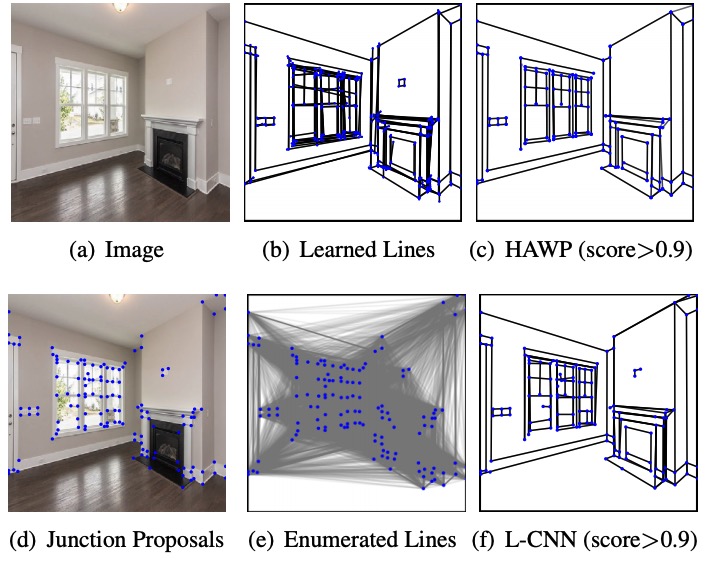 (a) Image
(b) Learned Lines
(c) HAWP (score>0.9)
(d) Junction Proposals
(e) Enumerated Lines
(f) L-CNN (score>0.9)